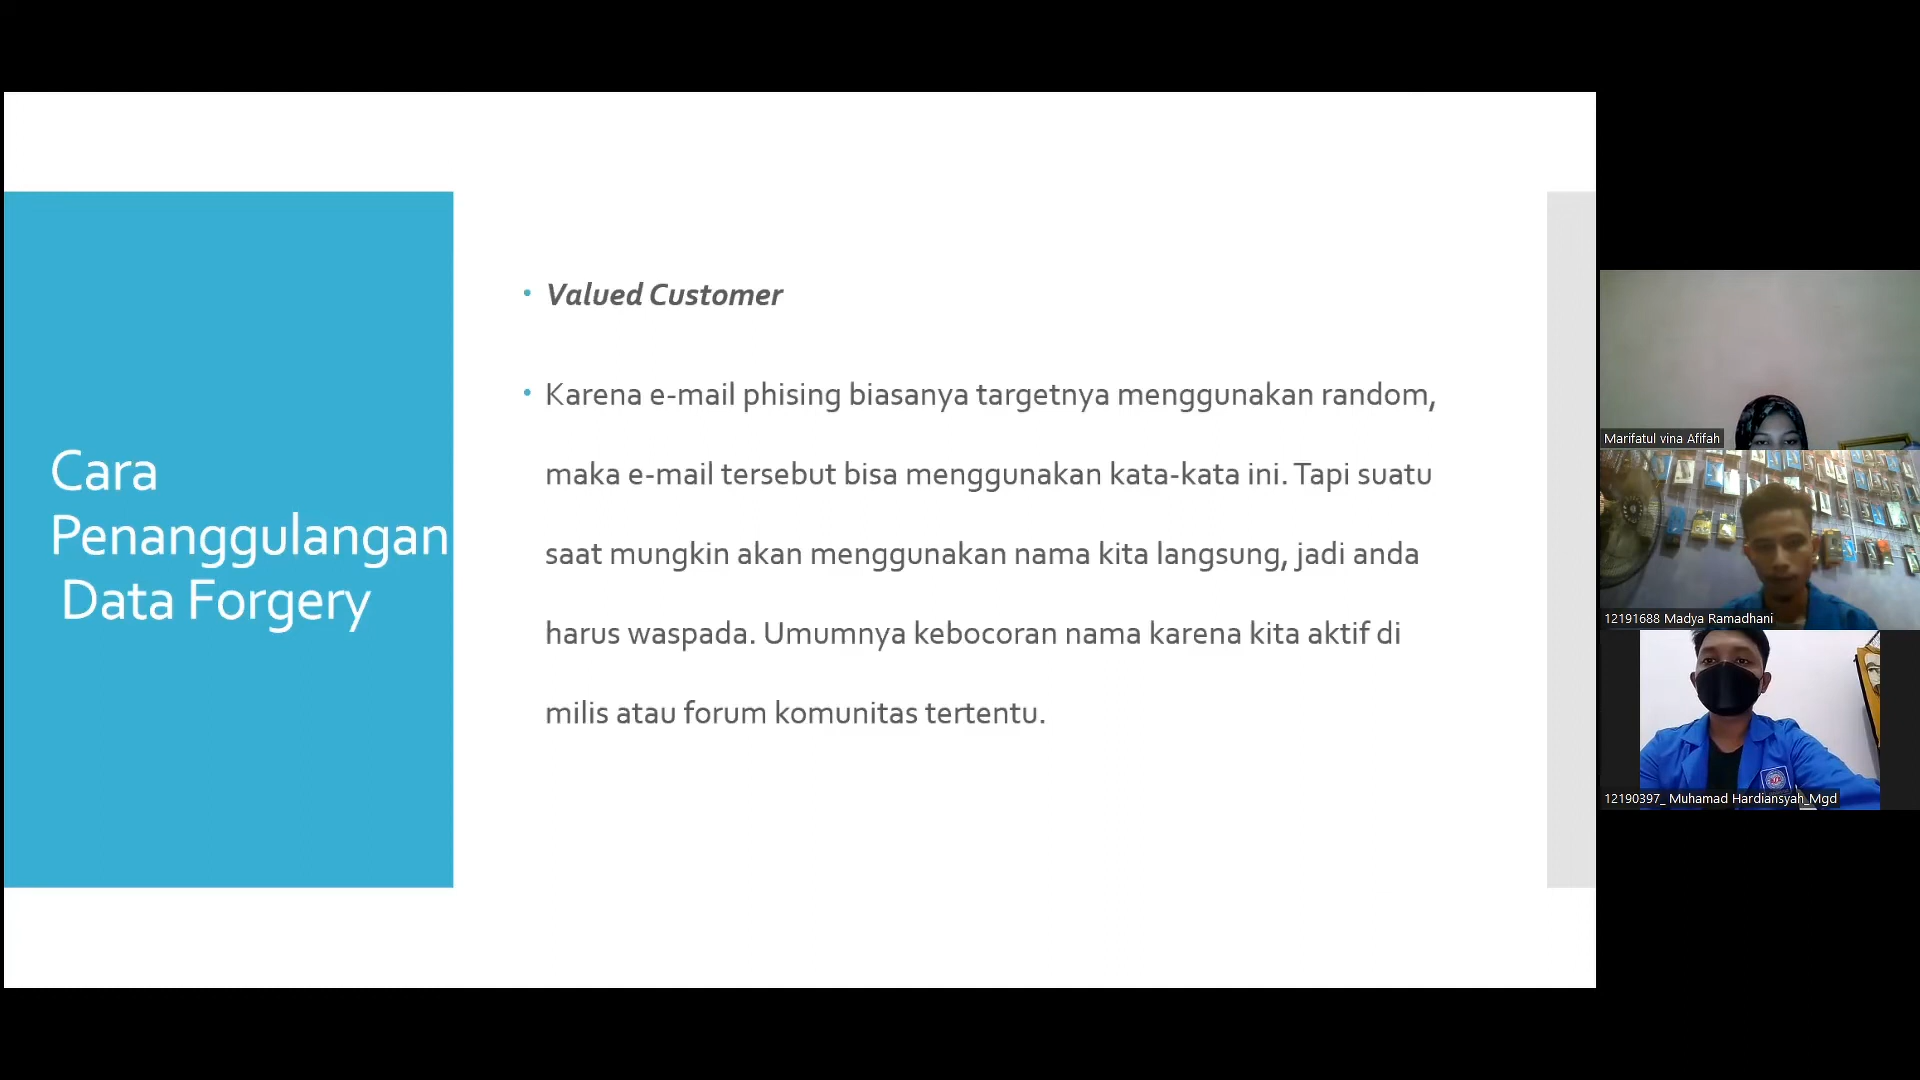 Cara
Penanggulangan
Data Forgery
• Valued Customer
• Karena e-mail phising biasanya targetnya menggunakan random,
maka e-mail tersebut bisa menggunakan kata-kata ini. Tapi suatu
saat mungkin akan menggunakan nama kita langsung, jadi anda
harus waspada. Umumnya kebocoran nama karena kita aktif di
milis atau forum komunitas tertentu.
Marifatul vina Afifah
12191688 Madya Ramadhani
12190397_ Muhamad Hardiansyah_Mgd